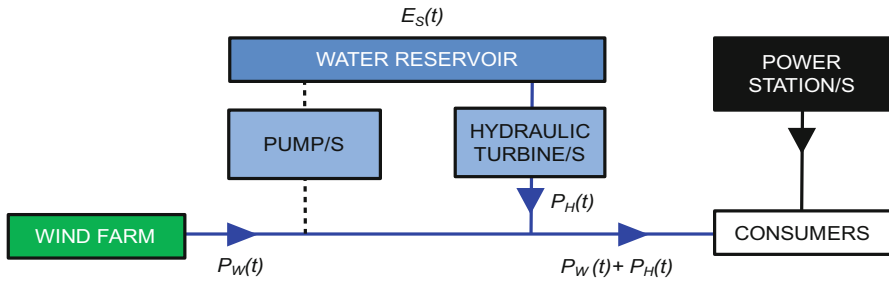 E_S(t)
WATER RESERVOIR
POWER
STATION/S
PUMP/S
HYDRAULIC
TURBINE/S
P_H(t)
WIND FARM
CONSUMERS
P_W(t)
P_W(t)+ P_H(t)